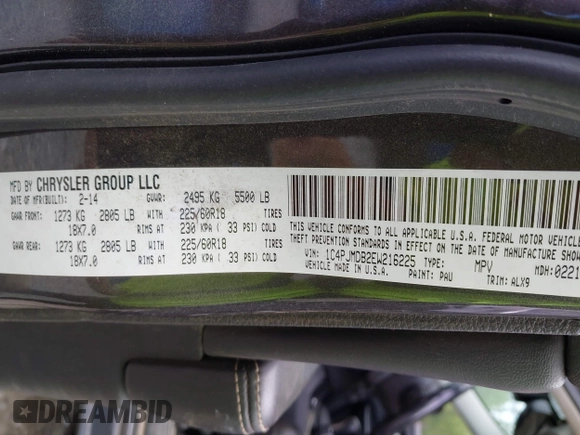 MFD BY CHRYSLER GROUP LLC
DATE OF MFR(BUILT): 2-14 GVWR: 2495 KG 5500 LB
GAWR FRONT: 1273 KG 2805 LB WITH 225/60R18 TIRES
18X7.0 RIMS AT 230 KPA ( 33 PSI) COLD
GAWR REAR: 1273 KG 2805 LB WITH 225/60R18 TIRES
18X7.0 RIMS AT 230 KPA ( 33 PSI) COLD
THIS VEHICLE CONFORMS TO ALL APPLICABLE U.S.A. FEDERAL MOTOR VEHICLE
THEFT PREVENTION STANDARDS IN EFFECT ON THE DATE OF MANUFACTURE SHOW
VIN: 1C4PJMDB2EW216225 TYPE: MPV MDH: 0221
VEHICLE MADE IN U.S.A. PAINT: PAU TRIM: ALX9
DREAMBID